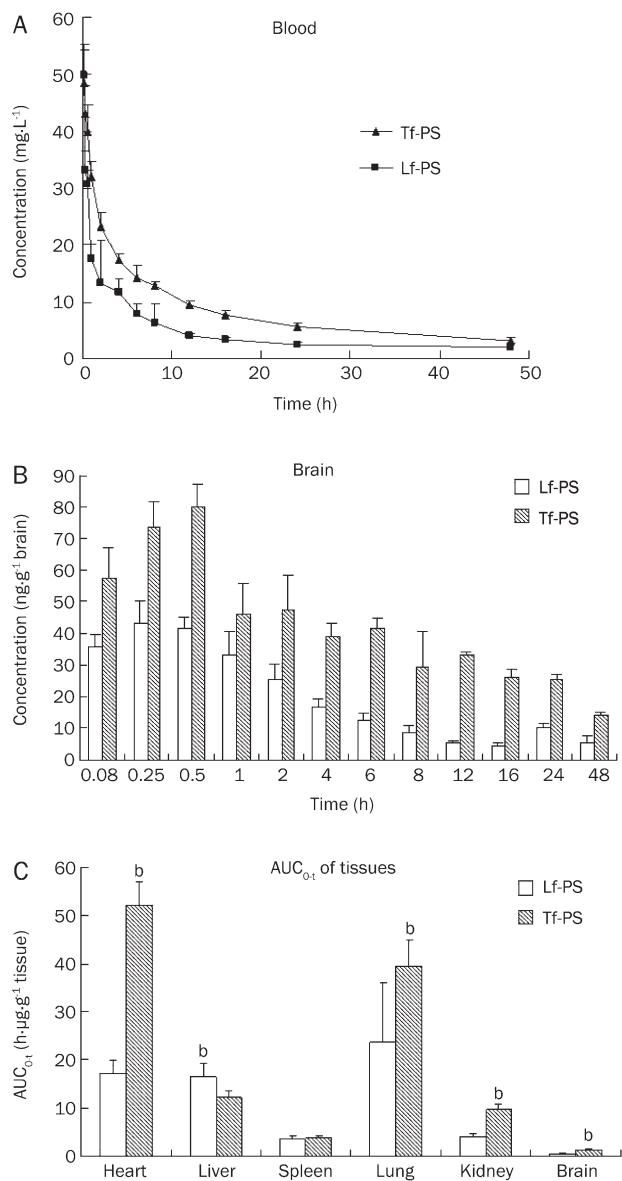 A
Blood
Concentration (mg·L⁻¹)
60
50
40
30
20
10
0
Tf-PS
Lf-PS
0 10 20 30 40 50
Time (h)
B
Brain
Concentration (ng·g⁻¹ brain)
90
80
70
60
50
40
30
20
10
0
Lf-PS
Tf-PS
0.08 0.25 0.5 1 2 4 6 8 12 16 24 48
Time (h)
C
AUC₀₋ₜ of tissues
AUC₀₋ₜ (h·μg·g⁻¹ tissue)
60
50
40
30
20
10
0
Lf-PS
Tf-PS
b
b
b
b
b
Heart Liver Spleen Lung Kidney Brain